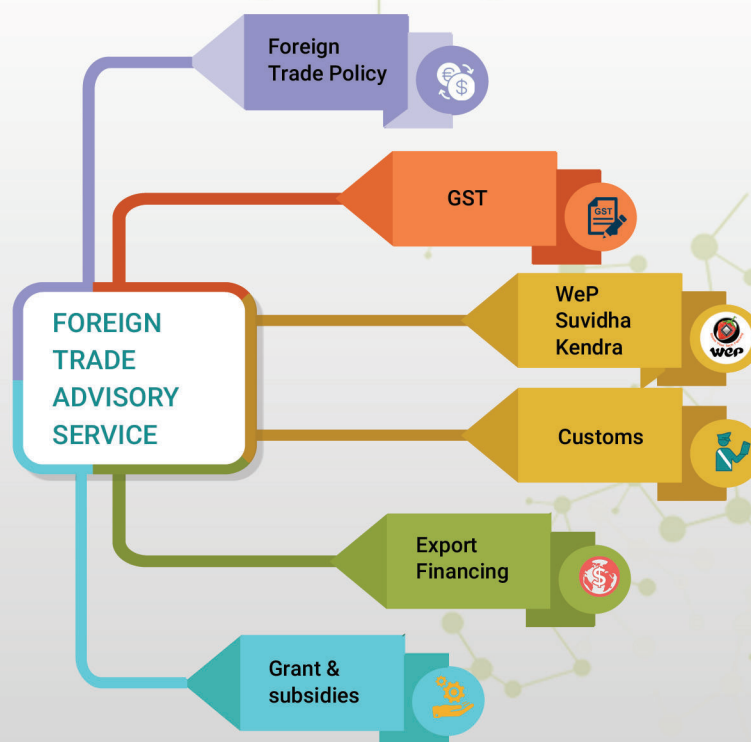 Foreign
Trade Policy
GST
GST
WeP
Suvidha
Kendra
WeP
FOREIGN
TRADE
ADVISORY
SERVICE
Customs
Export
Financing
Grant &
subsidies